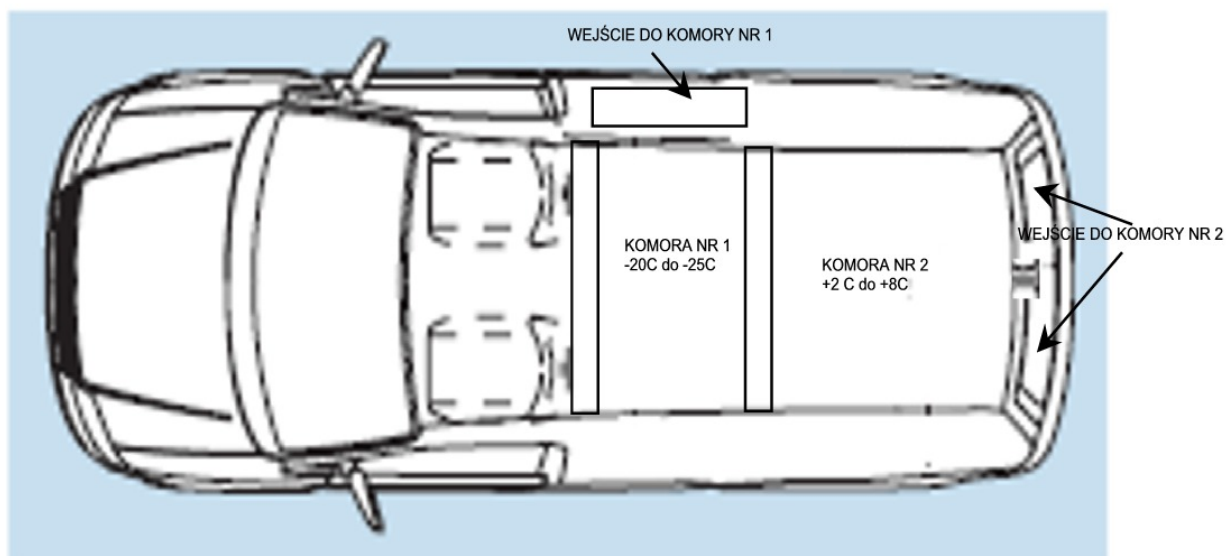 WEJŚCIE DO KOMORY NR 1
WEJŚCIE DO KOMORY NR 2
KOMORA NR 1
-20C do -25C
KOMORA NR 2
+2 C do +8C